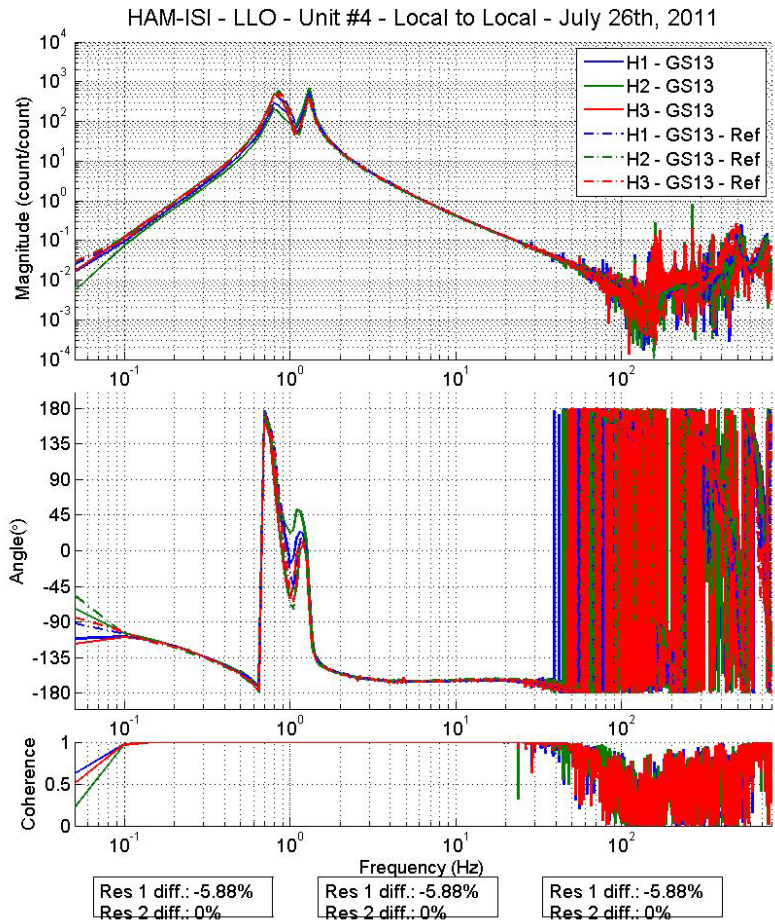 HAM-ISI - LLO - Unit #4 - Local to Local - July 26th, 2011
Magnitude (count/count)
10^4
10^3
10^2
10^1
10^0
10^-1
10^-2
10^-3
10^-4
H1 - GS13
H2 - GS13
H3 - GS13
H1 - GS13 - Ref
H2 - GS13 - Ref
H3 - GS13 - Ref
10^-1 10^0 10^1 10^2
Angle(°)
180
135
90
45
0
-45
-90
-135
-180
10^-1 10^0 10^1 10^2
Coherence
1
0.5
0
10^-1 10^0 10^1 10^2
Frequency (Hz)
Res 1 diff.: -5.88%
Res 2 diff.: 0%
Res 1 diff.: -5.88%
Res 2 diff.: 0%
Res 1 diff.: -5.88%
Res 2 diff.: 0%